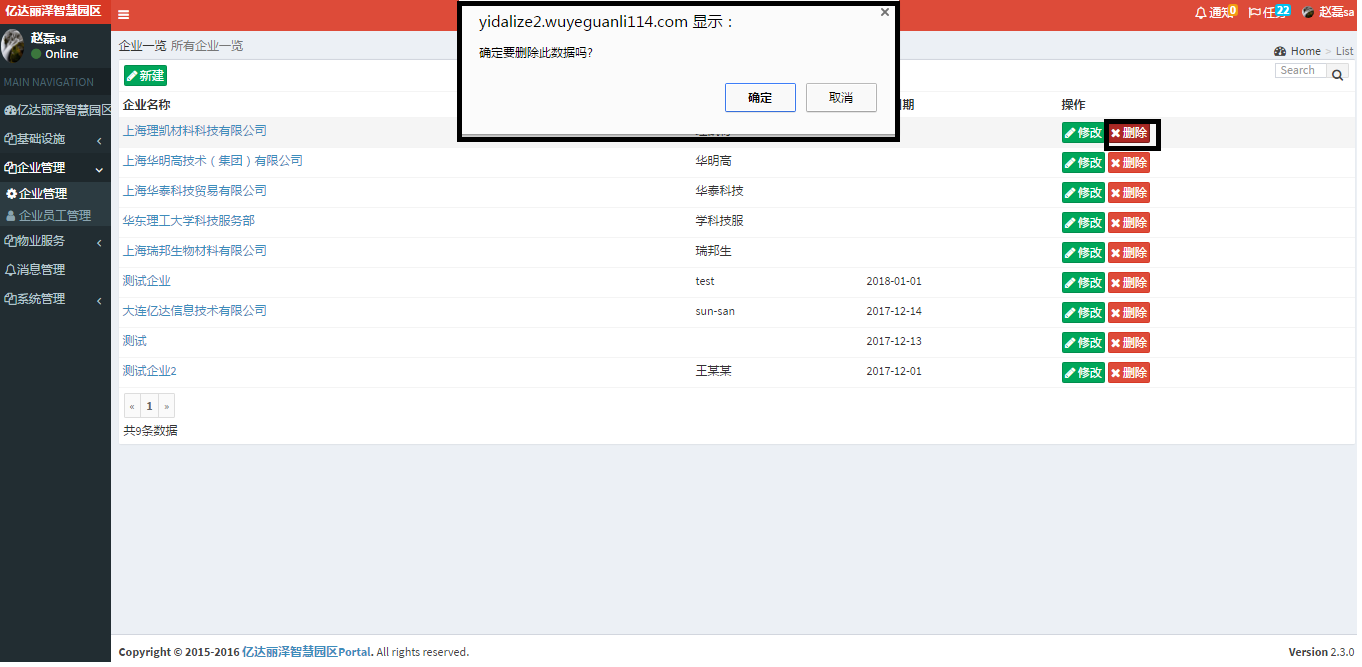 亿达丽泽智慧园区
通知 0
任务 22
赵磊sa
赵磊sa
Online
MAIN NAVIGATION
亿达丽泽智慧园区
基础设施
企业管理
企业管理
企业员工管理
物业服务
消息管理
系统管理
yidalize2.wuyeguanli114.com 显示：
确定要删除此数据吗?
确定 取消
企业一览 所有企业一览
Home > List
新建
Search
企业名称 期 操作
上海理凯材料科技有限公司 修改 删除
上海华明高技术（集团）有限公司 华明高 修改 删除
上海华泰科技贸易有限公司 华泰科技 修改 删除
华东理工大学科技服务部 学科技服 修改 删除
上海瑞邦生物材料有限公司 瑞邦生 修改 删除
测试企业 test 2018-01-01 修改 删除
大连亿达信息技术有限公司 sun-san 2017-12-14 修改 删除
测试 2017-12-13 修改 删除
测试企业2 王某某 2017-12-01 修改 删除
« 1 »
共9条数据
Copyright © 2015-2016 亿达丽泽智慧园区Portal. All rights reserved.
Version 2.3.0